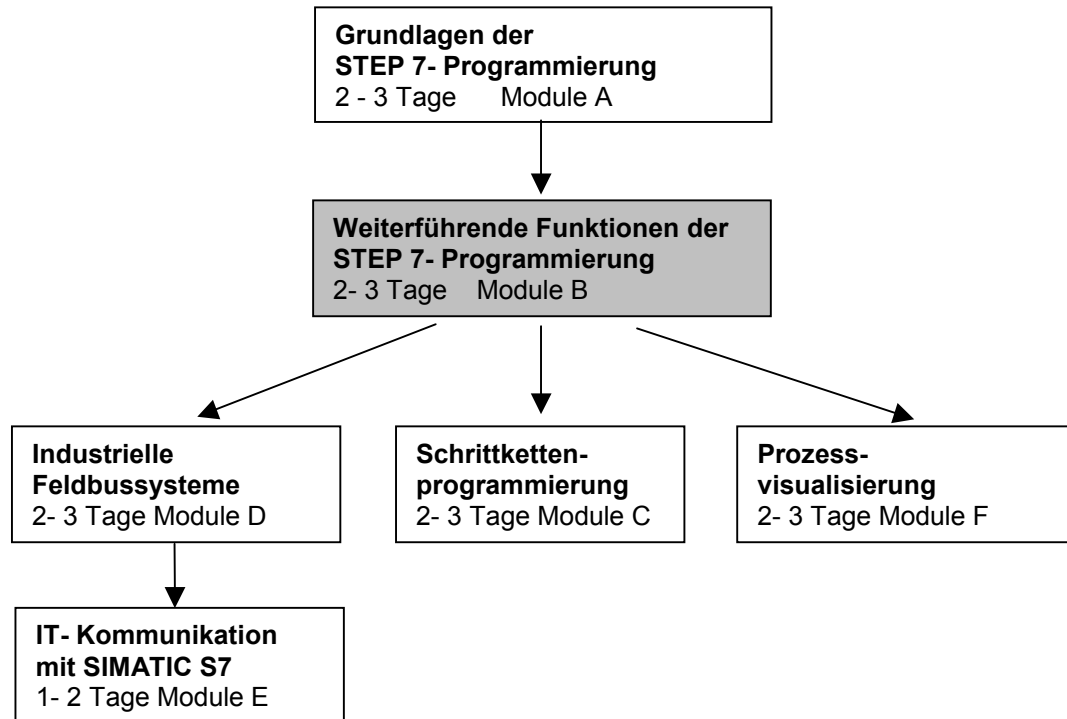 Grundlagen der
STEP 7- Programmierung
2 - 3 Tage Module A
Weiterführende Funktionen der
STEP 7- Programmierung
2- 3 Tage Module B
Industrielle
Feldbussysteme
2- 3 Tage Module D
Schrittketten-
programmierung
2- 3 Tage Module C
Prozess-
visualisierung
2- 3 Tage Module F
IT- Kommunikation
mit SIMATIC S7
1- 2 Tage Module E